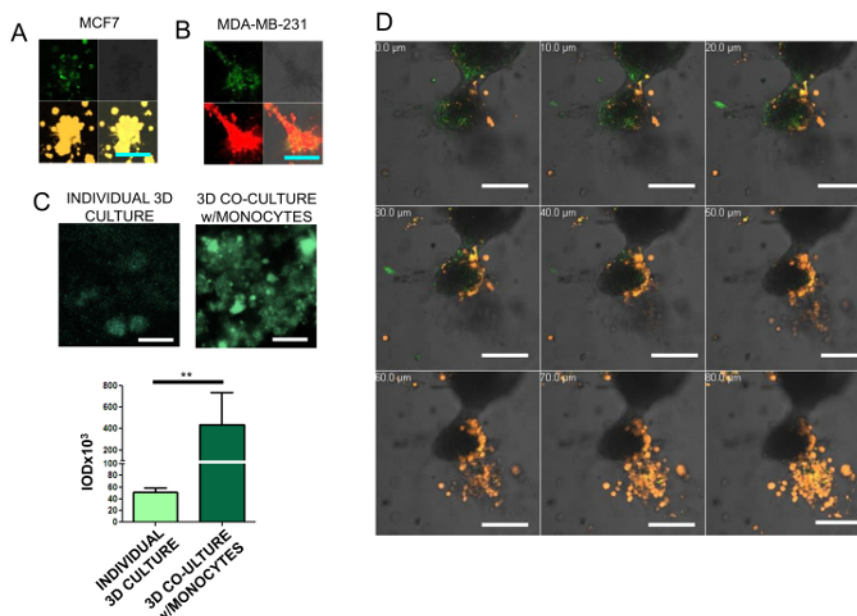 A
MCF7
B
MDA-MB-231
C
INDIVIDUAL 3D
CULTURE
3D CO-CULTURE
w/MONOCYTES
**
IODx10³
800
600
400
200
100
80
60
40
20
0
INDIVIDUAL
3D CULTURE
3D CO-ULTURE
w/MONOCYTES
D
0.0 µm
10.0 µm
20.0 µm
30.0 µm
40.0 µm
50.0 µm
60.0 µm
70.0 µm
80.0 µm